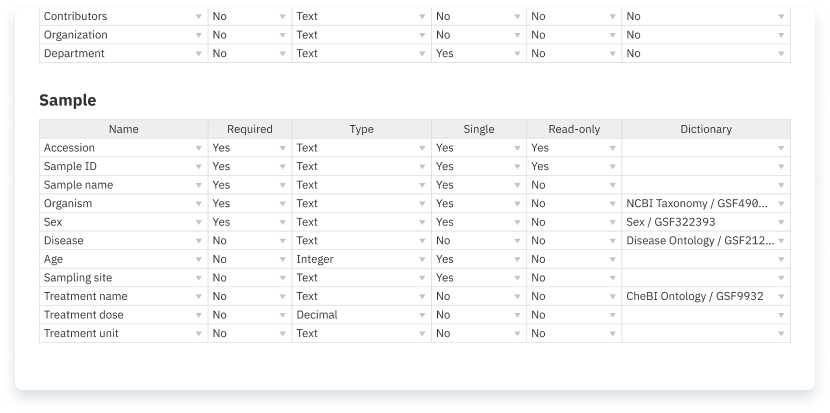 Contributors No Text No No No
Organization No Text No No No
Department No Text Yes No No
Sample
Name Required Type Single Read-only Dictionary
Accession Yes Text Yes Yes
Sample ID Yes Text Yes Yes
Sample name Yes Text Yes No
Organism Yes Text Yes No NCBI Taxonomy / GSF490...
Sex Yes Text Yes No Sex / GSF322393
Disease No Text No No Disease Ontology / GSF212...
Age No Integer Yes No
Sampling site No Text Yes No
Treatment name No Text No No CheBI Ontology / GSF9932
Treatment dose No Decimal No No
Treatment unit No Text No No